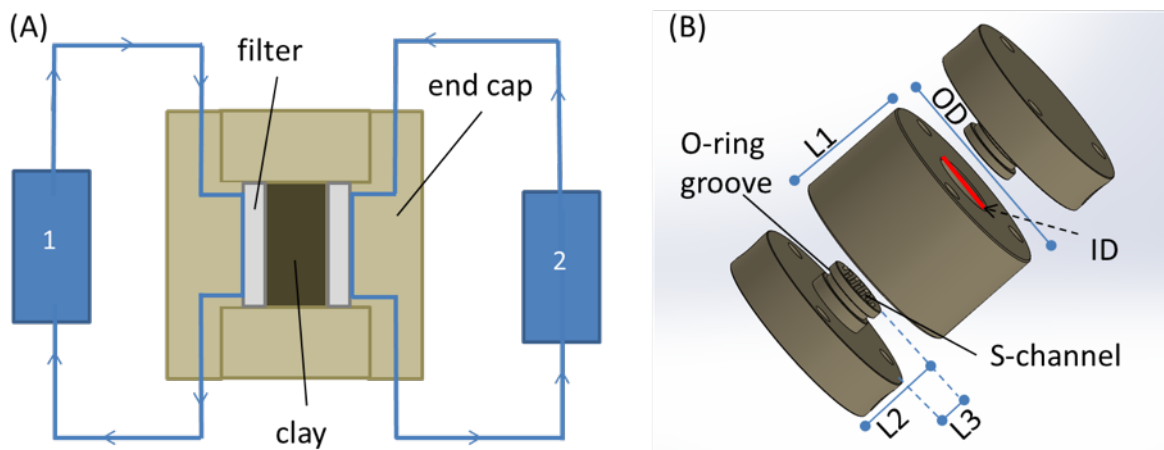 (A)
filter
end cap
1
2
clay
(B)
OD
L1
O-ring
groove
ID
S-channel
L2
L3